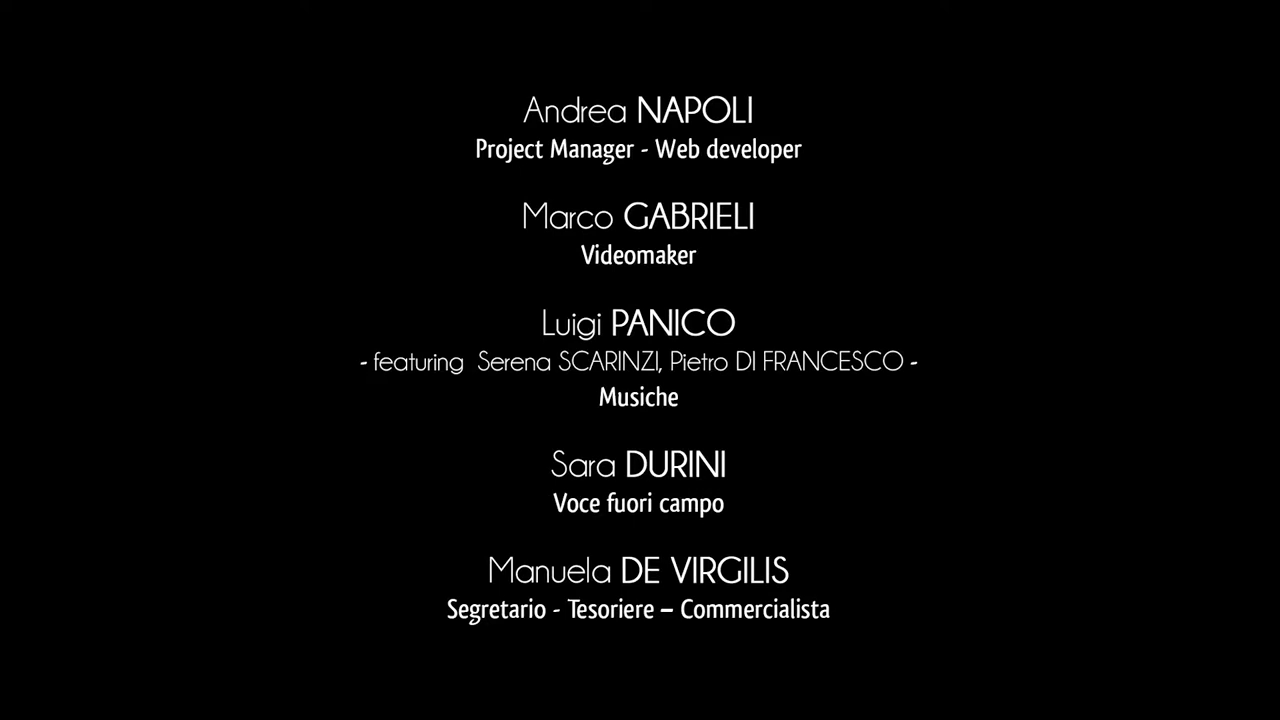 Andrea NAPOLI
Project Manager - Web developer
Marco GABRIELI
Videomaker
Luigi PANICO
- featuring Serena SCARINZI, Pietro DI FRANCESCO -
Musiche
Sara DURINI
Voce fuori campo
Manuela DE VIRGILIS
Segretario - Tesoriere – Commercialista